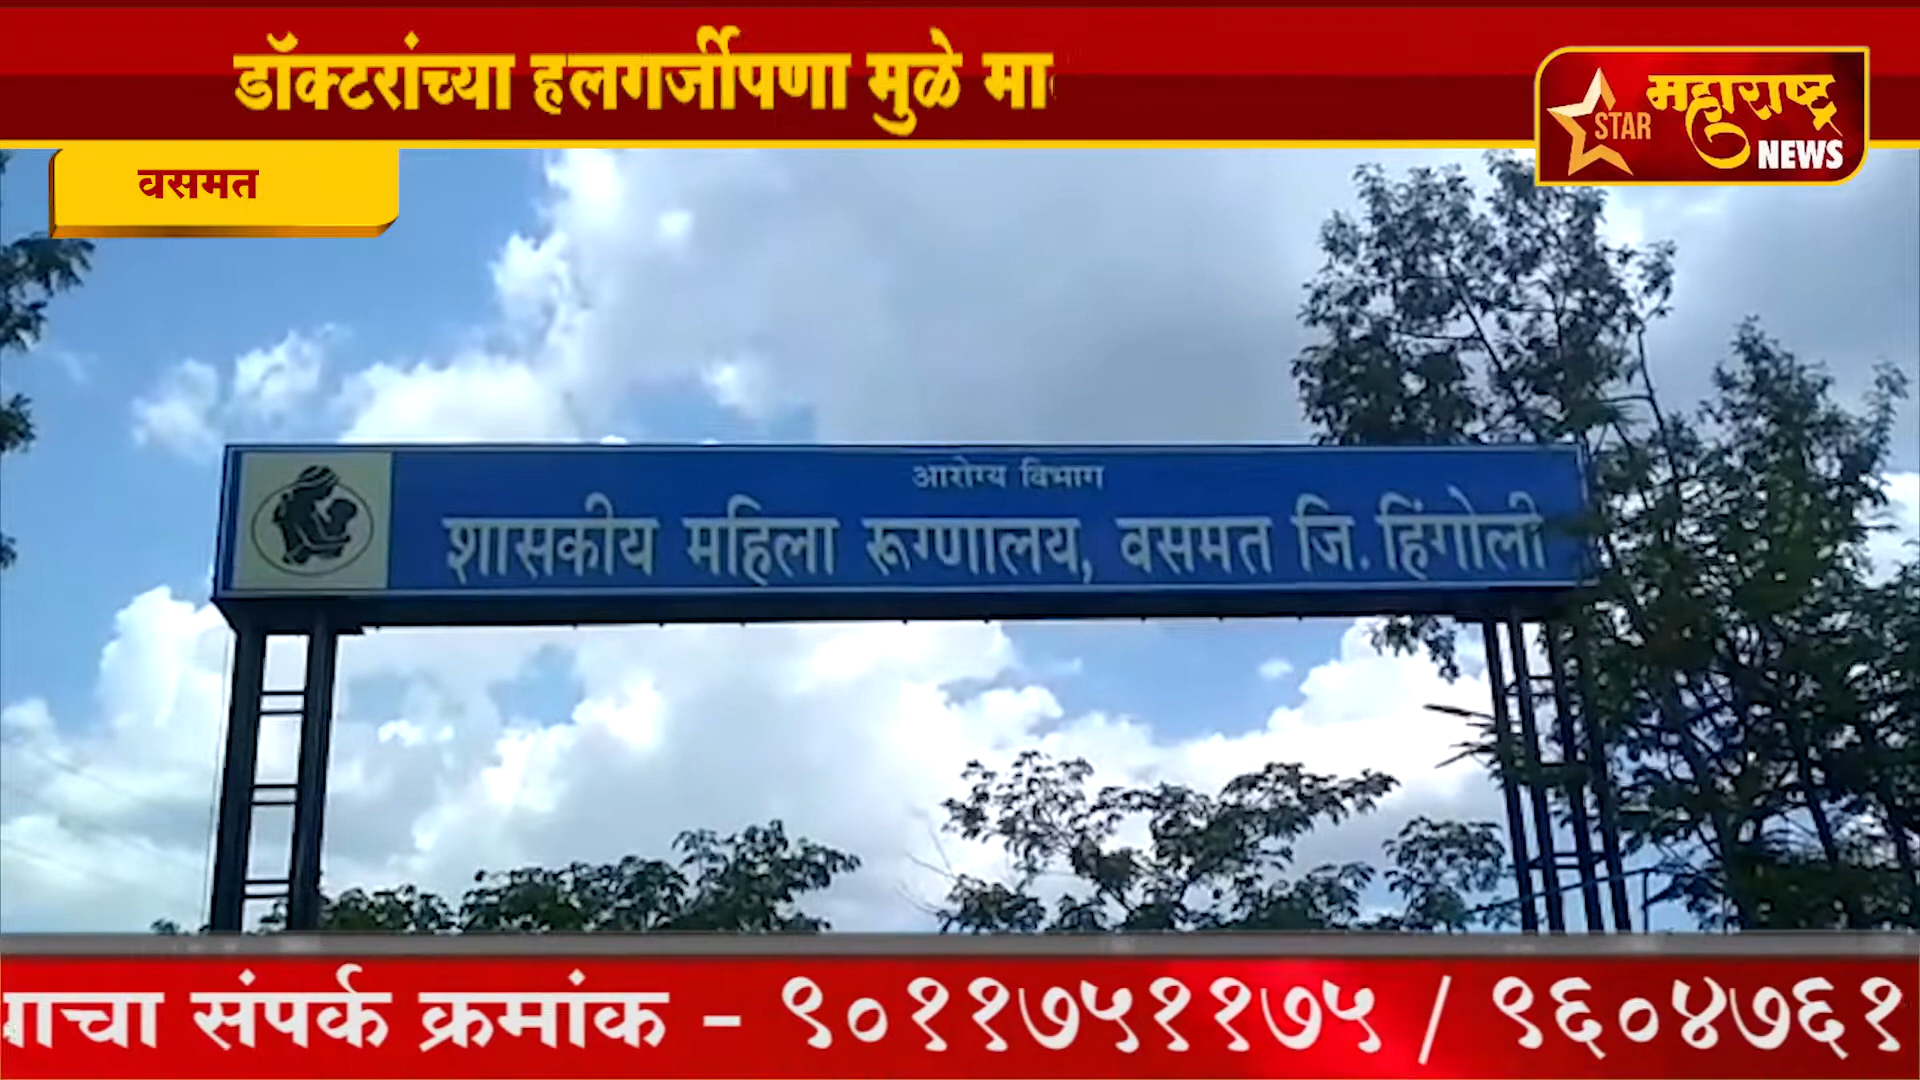 डॉक्टरांच्या हलगर्जीपणा मुळे
STAR महाराष्ट्र NEWS
वसमत
आरोग्य विभाग
शासकीय महिला रूग्णालय, वसमत जि. हिंगोली
संपर्क क्रमांक - ९०११७५११७५ / ९६०४७६१